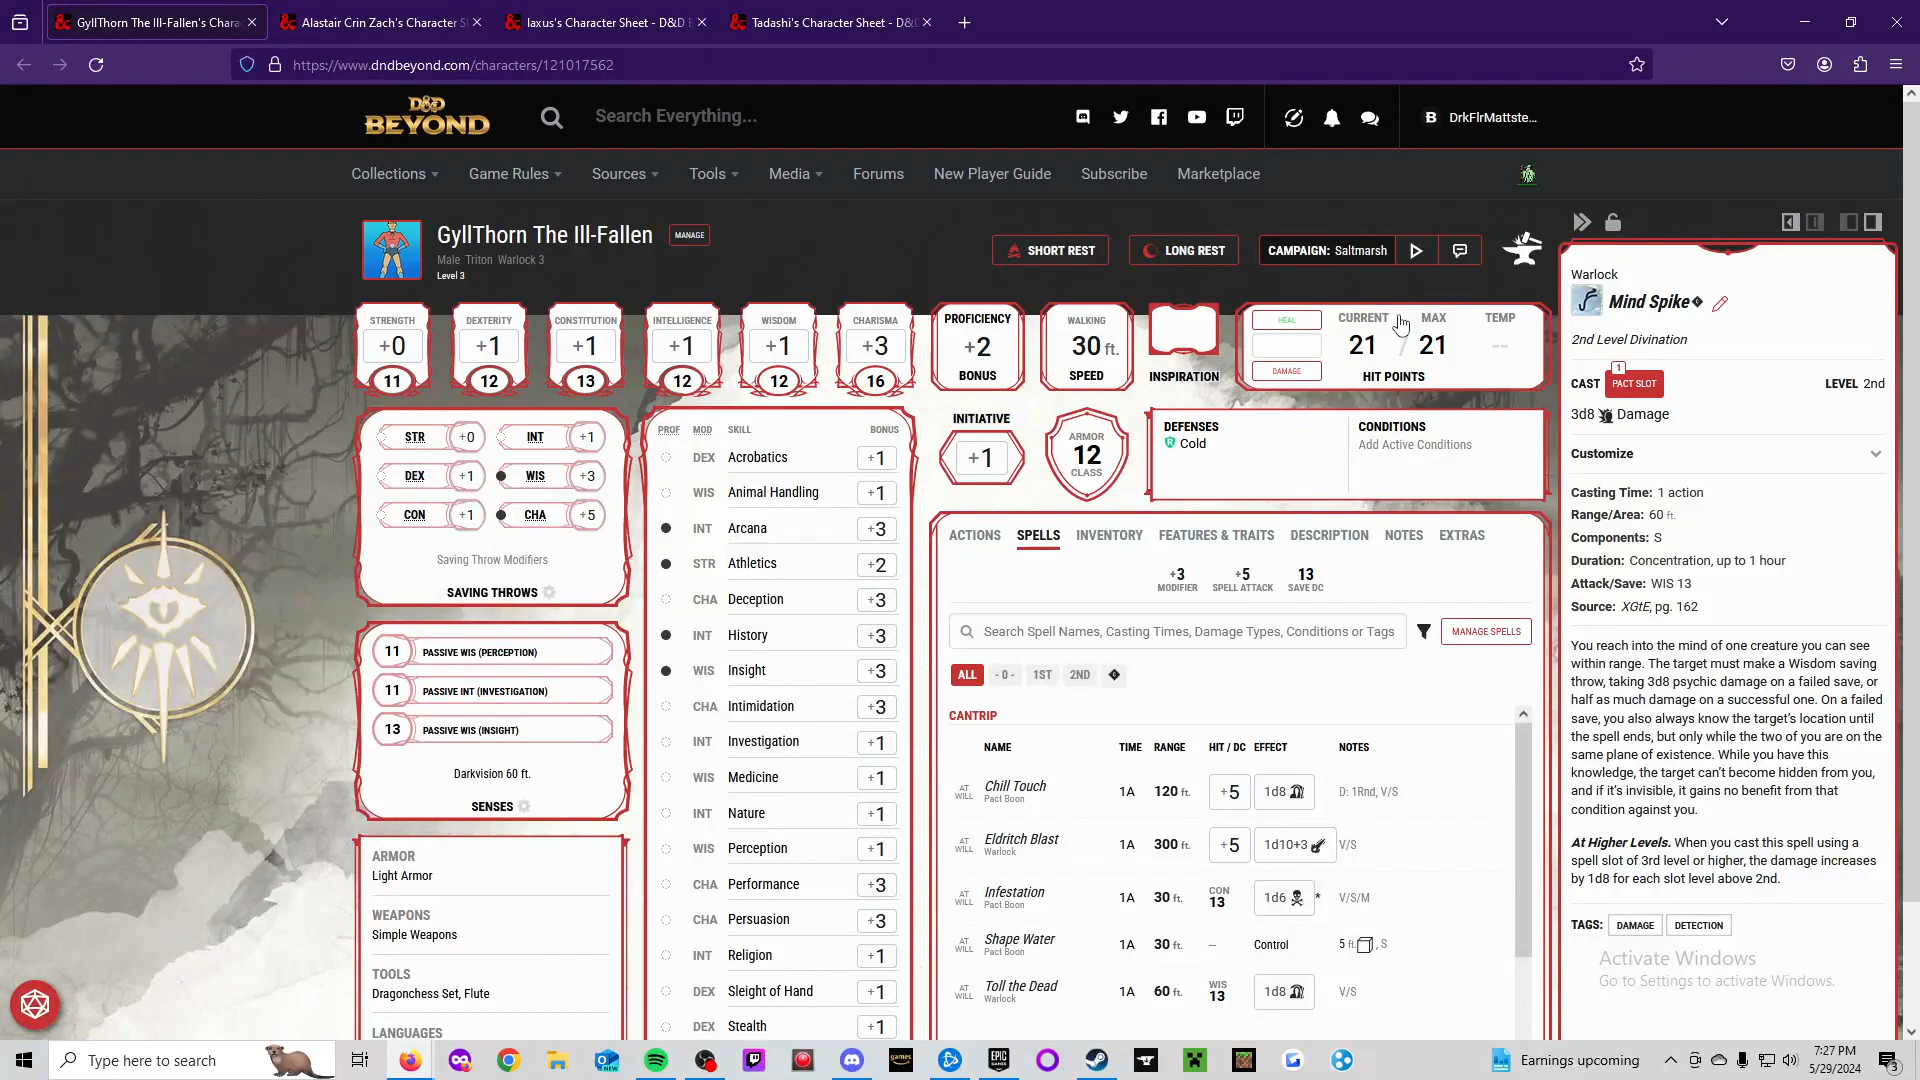 GyllThorn The Ill-Fallen's Chara
Alastair Crin Zach's Character S
Iaxus's Character Sheet - D&D B
Tadashi's Character Sheet - D&D
https://www.dndbeyond.com/characters/121017562
D&D BEYOND
Search Everything...
DrkFlrMattste...
Collections
Game Rules
Sources
Tools
Media
Forums
New Player Guide
Subscribe
Marketplace
GyllThorn The Ill-Fallen
MANAGE
Male Triton Warlock 3
Level 3
SHORT REST
LONG REST
CAMPAIGN: Saltmarsh
STRENGTH
+0
11
DEXTERITY
+1
12
CONSTITUTION
+1
13
INTELLIGENCE
+1
12
WISDOM
+1
12
CHARISMA
+3
16
PROFICIENCY
+2
BONUS
WALKING
30 ft.
SPEED
INSPIRATION
HEAL
DAMAGE
CURRENT
MAX
TEMP
21 / 21 --
HIT POINTS
STR +0
INT +1
DEX +1
WIS +3
CON +1
CHA +5
Saving Throw Modifiers
SAVING THROWS
11 PASSIVE WIS (PERCEPTION)
11 PASSIVE INT (INVESTIGATION)
13 PASSIVE WIS (INSIGHT)
Darkvision 60 ft.
SENSES
ARMOR
Light Armor
WEAPONS
Simple Weapons
TOOLS
Dragonchess Set, Flute
LANGUAGES
PROF MOD SKILL BONUS
DEX Acrobatics +1
WIS Animal Handling +1
INT Arcana +3
STR Athletics +2
CHA Deception +3
INT History +3
WIS Insight +3
CHA Intimidation +3
INT Investigation +1
WIS Medicine +1
INT Nature +1
WIS Perception +1
CHA Performance +3
CHA Persuasion +3
INT Religion +1
DEX Sleight of Hand +1
DEX Stealth +1
INITIATIVE
+1
ARMOR
12
CLASS
DEFENSES
Cold
CONDITIONS
Add Active Conditions
ACTIONS SPELLS INVENTORY FEATURES & TRAITS DESCRIPTION NOTES EXTRAS
+3 +5 13
MODIFIER SPELL ATTACK SAVE DC
Search Spell Names, Casting Times, Damage Types, Conditions or Tags
MANAGE SPELLS
ALL - 0 - 1ST 2ND
CANTRIP
NAME TIME RANGE HIT / DC EFFECT NOTES
AT WILL Chill Touch Pact Boon 1A 120 ft. +5 1d8 D: 1Rnd, V/S
AT WILL Eldritch Blast Warlock 1A 300 ft. +5 1d10+3 V/S
AT WILL Infestation Pact Boon 1A 30 ft. CON 13 1d6 * V/S/M
AT WILL Shape Water Pact Boon 1A 30 ft. -- Control 5 ft. , S
AT WILL Toll the Dead Warlock 1A 60 ft. WIS 13 1d8 V/S
Warlock
Mind Spike
2nd Level Divination
CAST 1 PACT SLOT LEVEL 2nd
3d8 Damage
Customize
Casting Time: 1 action
Range/Area: 60 ft.
Components: S
Duration: Concentration, up to 1 hour
Attack/Save: WIS 13
Source: XGtE, pg. 162
You reach into the mind of one creature you can see
within range. The target must make a Wisdom saving
throw, taking 3d8 psychic damage on a failed save, or
half as much damage on a successful one. On a failed
save, you also always know the target's location until
the spell ends, but only while the two of you are on the
same plane of existence. While you have this
knowledge, the target can't become hidden from you,
and if it's invisible, it gains no benefit from that
condition against you.
At Higher Levels. When you cast this spell using a
spell slot of 3rd level or higher, the damage increases
by 1d8 for each slot level above 2nd.
TAGS: DAMAGE DETECTION
Activate Windows
Go to Settings to activate Windows.
Type here to search
Earnings upcoming
7:27 PM
5/29/2024
3